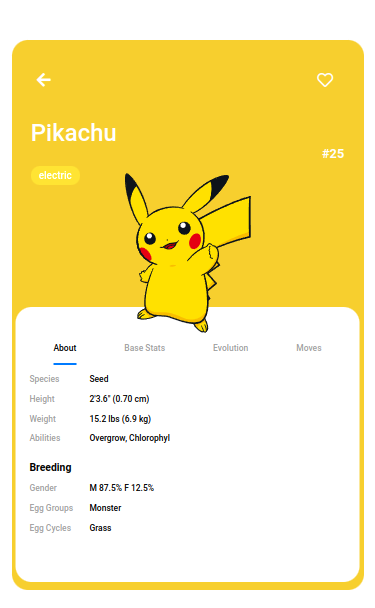 Pikachu
#25
electric
About Base Stats Evolution Moves
Species Seed
Height 2'3.6" (0.70 cm)
Weight 15.2 lbs (6.9 kg)
Abilities Overgrow, Chlorophyl
Breeding
Gender M 87.5% F 12.5%
Egg Groups Monster
Egg Cycles Grass